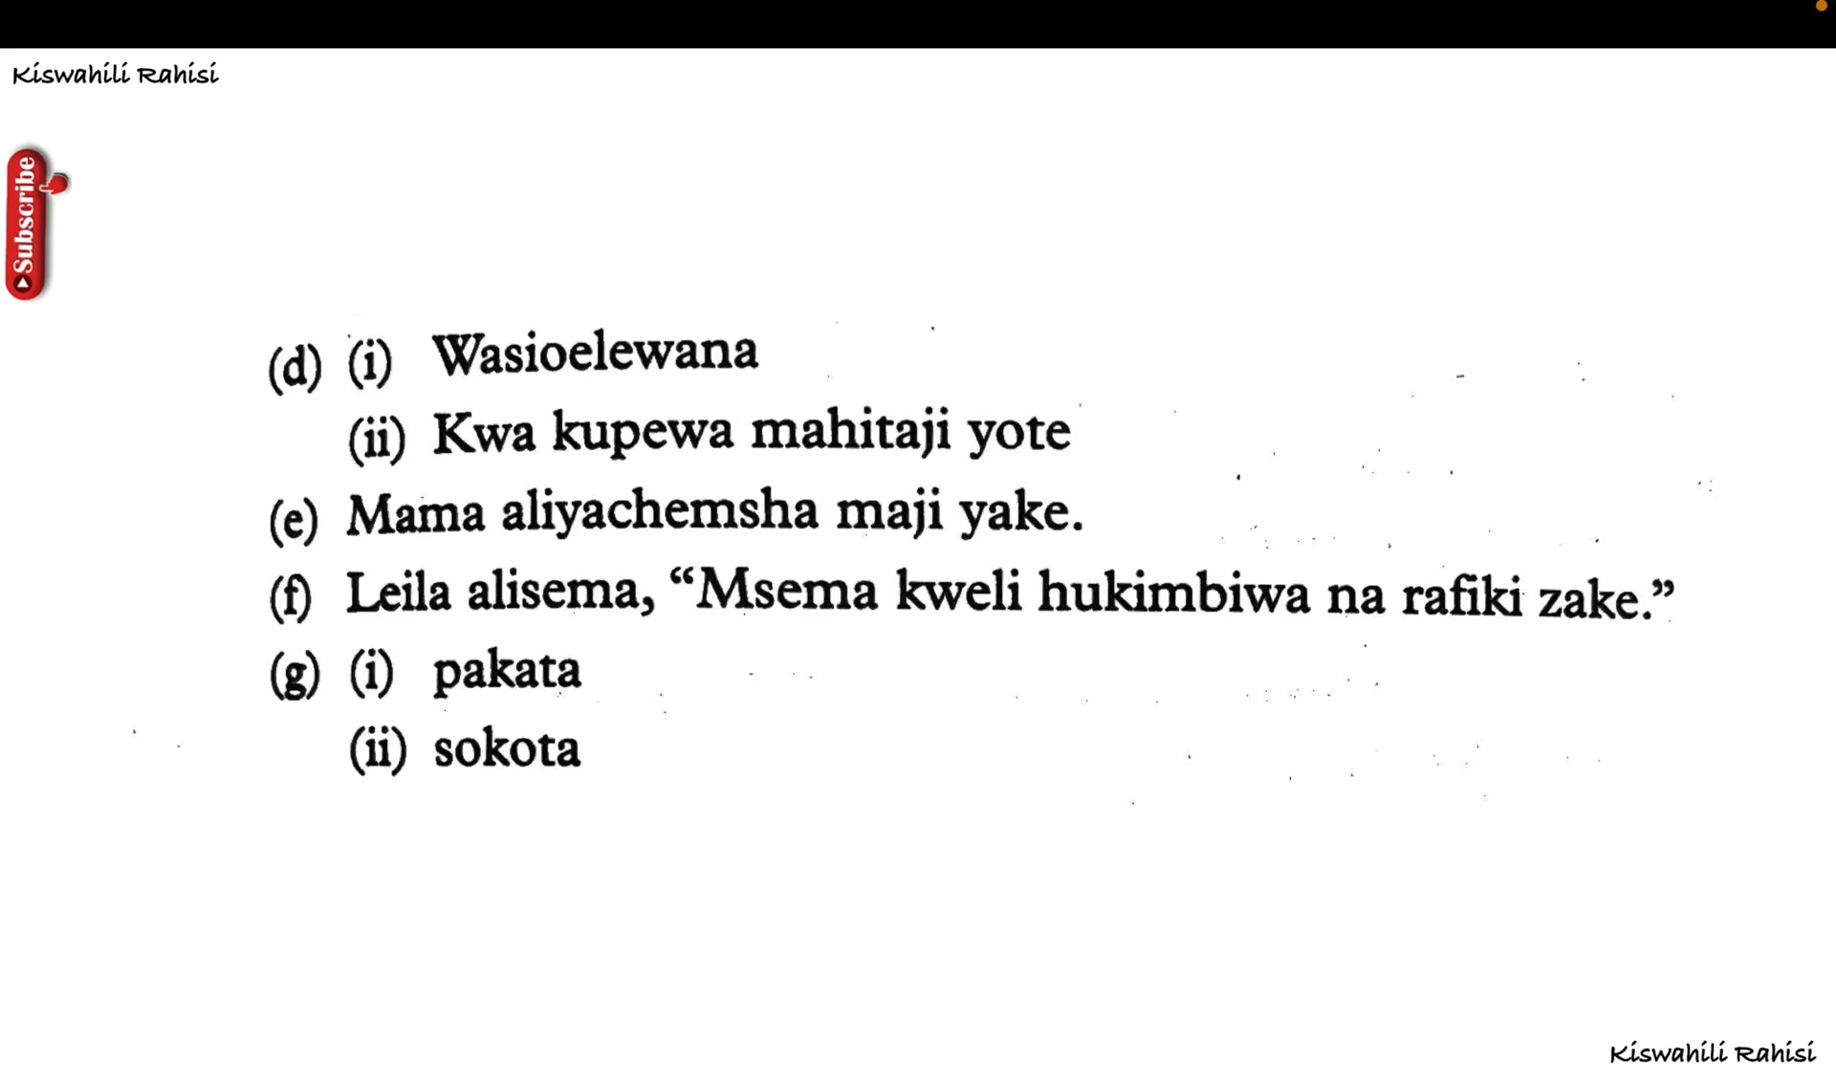 Kiswahili Rahisi
Subscribe
(d) (i) Wasioelewana
(ii) Kwa kupewa mahitaji yote
(e) Mama aliyachemsha maji yake.
(f) Leila alisema, “Msema kweli hukimbiwa na rafiki zake.”
(g) (i) pakata
(ii) sokota
Kiswahili Rahisi